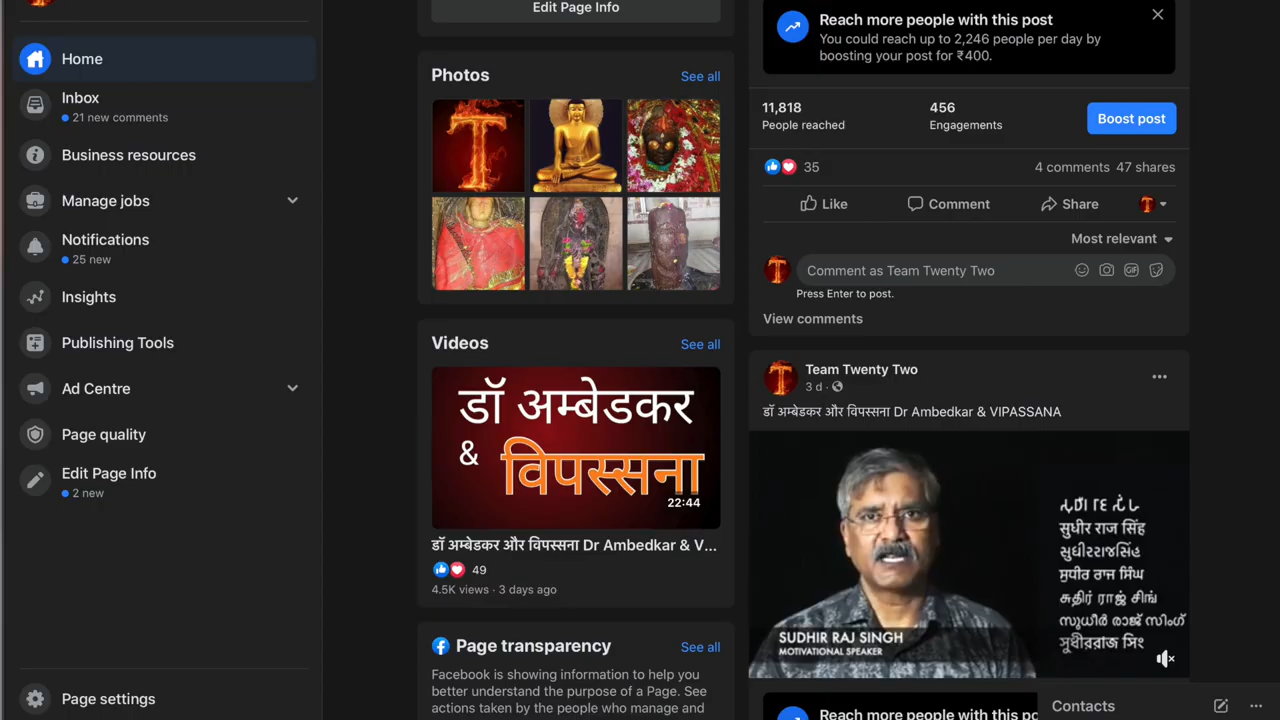 Home
Inbox
21 new comments
Business resources
Manage jobs
Notifications
25 new
Insights
Publishing Tools
Ad Centre
Page quality
Edit Page Info
2 new
Page settings
Edit Page Info
Photos
See all
T
Videos
See all
डॉ अम्बेडकर
&
विपस्सना
22:44
डॉ अम्बेडकर और विपस्सना Dr Ambedkar & V...
49
4.5K views · 3 days ago
Page transparency
See all
Facebook is showing information to help you
better understand the purpose of a Page. See
actions taken by the people who manage and
Reach more people with this post
You could reach up to 2,246 people per day by
boosting your post for ₹400.
11,818
People reached
456
Engagements
Boost post
35
4 comments 47 shares
Like
Comment
Share
Most relevant
Comment as Team Twenty Two
GIF
Press Enter to post.
View comments
Team Twenty Two
3 d ·
डॉ अम्बेडकर और विपस्सना Dr Ambedkar & VIPASSANA
सुधीर राज सिंह
સુધીરરાજસિંહ
ਸੁਧੀਰ ਰਾਜ ਸਿੰਘ
சுதிர் ராஜ் சிங்
സുധീർ രാജ് സിംഗ്
SUDHIR RAJ SINGH
MOTIVATIONAL SPEAKER
Reach more people with this po
Contacts